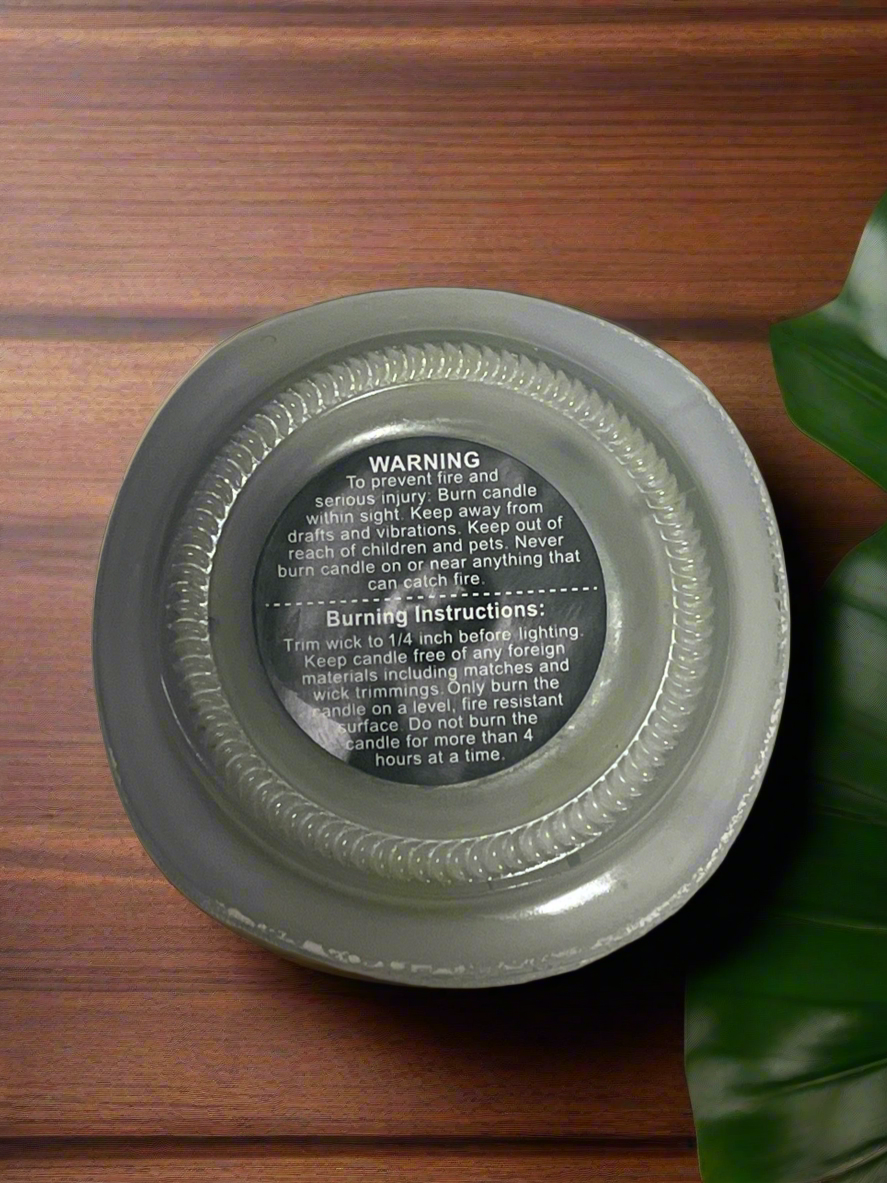 WARNING
To prevent fire and
serious injury: Burn candle
within sight. Keep away from
drafts and vibrations. Keep out of
reach of children and pets. Never
burn candle on or near anything that
can catch fire.
Burning Instructions:
Trim wick to 1/4 inch before lighting.
Keep candle free of any foreign
materials including matches and
wick trimmings. Only burn the
candle on a level, fire resistant
surface. Do not burn the
candle for more than 4
hours at a time.